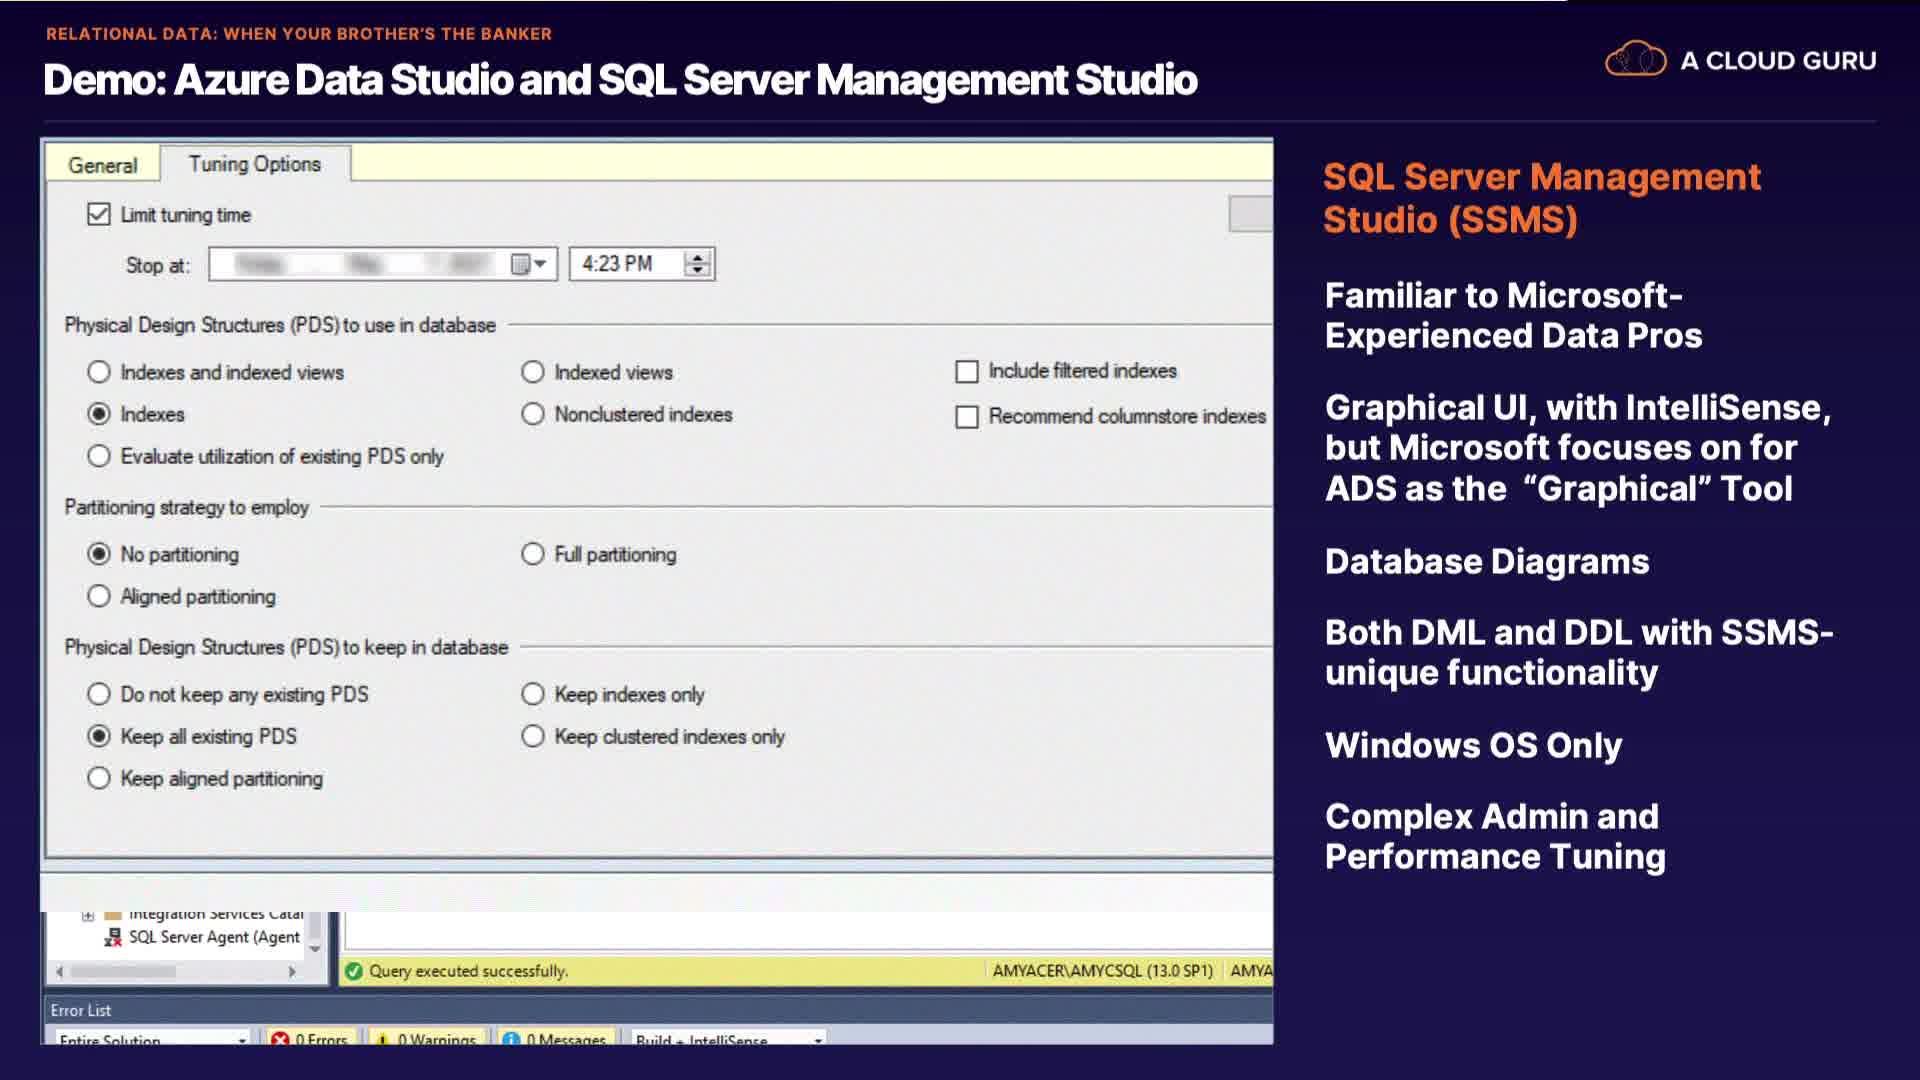 RELATIONAL DATA: WHEN YOUR BROTHER'S THE BANKER
Demo: Azure Data Studio and SQL Server Management Studio
A CLOUD GURU
General
Tuning Options
Limit tuning time
Stop at:
4:23 PM
Physical Design Structures (PDS) to use in database
Indexes and indexed views
Indexed views
Include filtered indexes
Indexes
Nonclustered indexes
Recommend columnstore indexes
Evaluate utilization of existing PDS only
Partitioning strategy to employ
No partitioning
Full partitioning
Aligned partitioning
Physical Design Structures (PDS) to keep in database
Do not keep any existing PDS
Keep indexes only
Keep all existing PDS
Keep clustered indexes only
Keep aligned partitioning
Integration Services Catal
SQL Server Agent (Agent
Query executed successfully.
AMYACER\AMYCSQL (13.0 SP1)
AMYA
Error List
Entire Solution
0 Errors
0 Warnings
0 Messages
Build + IntelliSense
SQL Server Management
Studio (SSMS)
Familiar to Microsoft-
Experienced Data Pros
Graphical UI, with IntelliSense,
but Microsoft focuses on for
ADS as the “Graphical” Tool
Database Diagrams
Both DML and DDL with SSMS-
unique functionality
Windows OS Only
Complex Admin and
Performance Tuning